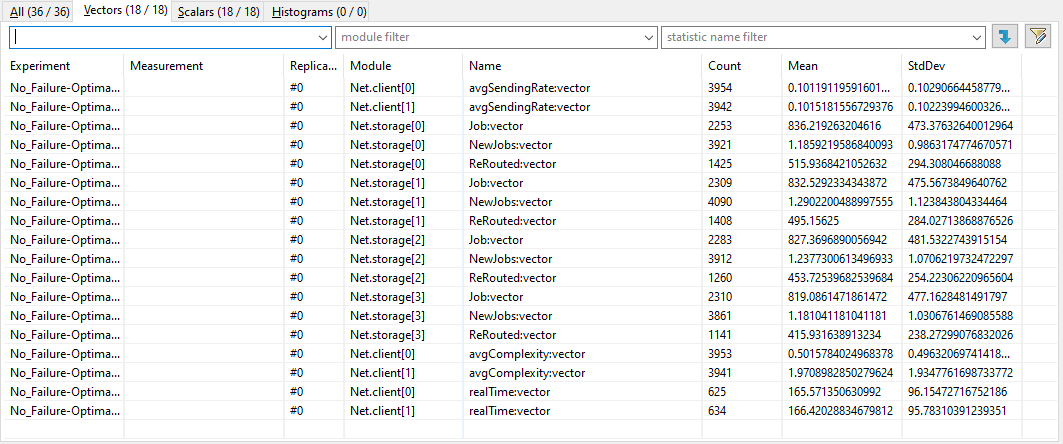 All (36 / 36) Vectors (18 / 18) Scalars (18 / 18) Histograms (0 / 0)
module filter statistic name filter
Experiment Measurement Replica... Module Name Count Mean StdDev
No_Failure-Optima... #0 Net.client[0] avgSendingRate:vector 3954 0.10119119591601... 0.10290664458779...
No_Failure-Optima... #0 Net.client[1] avgSendingRate:vector 3942 0.1015181556729376 0.10223994600326...
No_Failure-Optima... #0 Net.storage[0] Job:vector 2253 836.219263204616 473.37632640012964
No_Failure-Optima... #0 Net.storage[0] NewJobs:vector 3921 1.1859219586840093 0.9863174774670571
No_Failure-Optima... #0 Net.storage[0] ReRouted:vector 1425 515.9368421052632 294.308046688088
No_Failure-Optima... #0 Net.storage[1] Job:vector 2309 832.5292334343872 475.5673849640762
No_Failure-Optima... #0 Net.storage[1] NewJobs:vector 4090 1.2902200488997555 1.123843804334464
No_Failure-Optima... #0 Net.storage[1] ReRouted:vector 1408 495.15625 284.02713868876526
No_Failure-Optima... #0 Net.storage[2] Job:vector 2283 827.3696890056942 481.5322743915154
No_Failure-Optima... #0 Net.storage[2] NewJobs:vector 3912 1.2377300613496933 1.0706219732472297
No_Failure-Optima... #0 Net.storage[2] ReRouted:vector 1260 453.72539682539684 254.22306220965604
No_Failure-Optima... #0 Net.storage[3] Job:vector 2310 819.0861471861472 477.1628481491797
No_Failure-Optima... #0 Net.storage[3] NewJobs:vector 3861 1.181041181041181 1.0306761469085588
No_Failure-Optima... #0 Net.storage[3] ReRouted:vector 1141 415.931638913234 238.27299076832026
No_Failure-Optima... #0 Net.client[0] avgComplexity:vector 3953 0.5015784024968378 0.49632069741418...
No_Failure-Optima... #0 Net.client[1] avgComplexity:vector 3941 1.9708982850279624 1.9347761698733772
No_Failure-Optima... #0 Net.client[0] realTime:vector 625 165.571350630992 96.15472716752186
No_Failure-Optima... #0 Net.client[1] realTime:vector 634 166.42028834679812 95.78310391239351